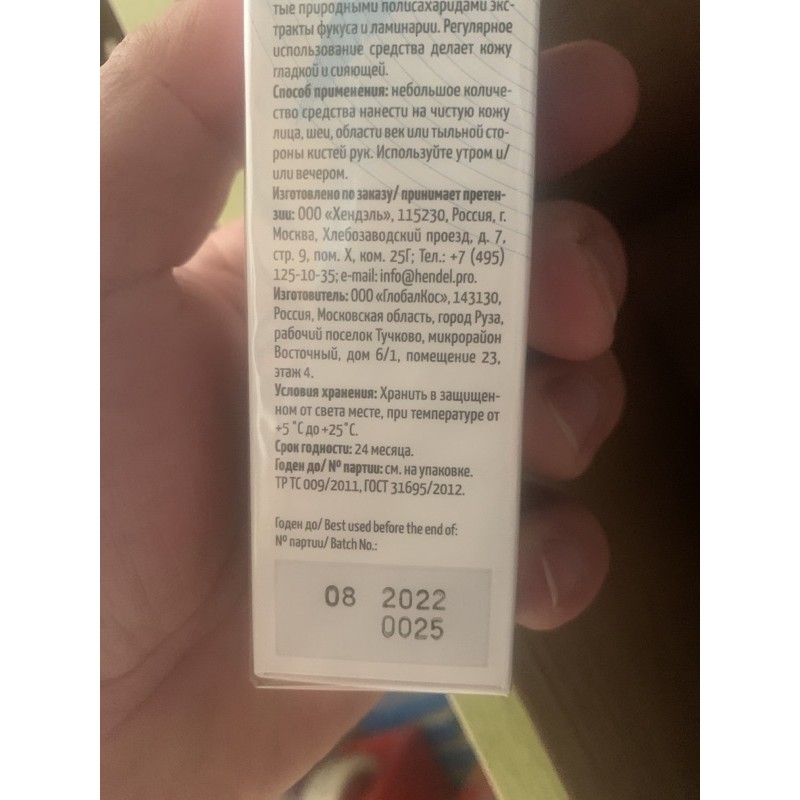 тые природными полисахаридами экс-
тракты фукуса и ламинарии. Регулярное
использование средства делает кожу
гладкой и сияющей.
Способ применения: небольшое количе-
ство средства нанести на чистую кожу
лица, шеи, области век или тыльной сто-
роны кистей рук. Используйте утром и/
или вечером.
Изготовлено по заказу/ принимает претен-
зии: ООО «Хендэль», 115230, Россия, г.
Москва, Хлебозаводский проезд, д. 7,
стр. 9, пом. X, ком. 25Г; Тел.: +7 (495)
125-10-35; e-mail: info@hendel.pro.
Изготовитель: ООО «ГлобалКос», 143130,
Россия, Московская область, город Руза,
рабочий поселок Тучково, микрорайон
Восточный, дом 6/1, помещение 23,
этаж 4.
Условия хранения: Хранить в защищен-
ном от света месте, при температуре от
+5 °С до +25°С.
Срок годности: 24 месяца.
Годен до/ № партии: см. на упаковке.
ТР ТС 009/2011, ГОСТ 31695/2012.
Годен до/ Best used before the end of:
№ партии/ Batch No.:
08 2022
0025